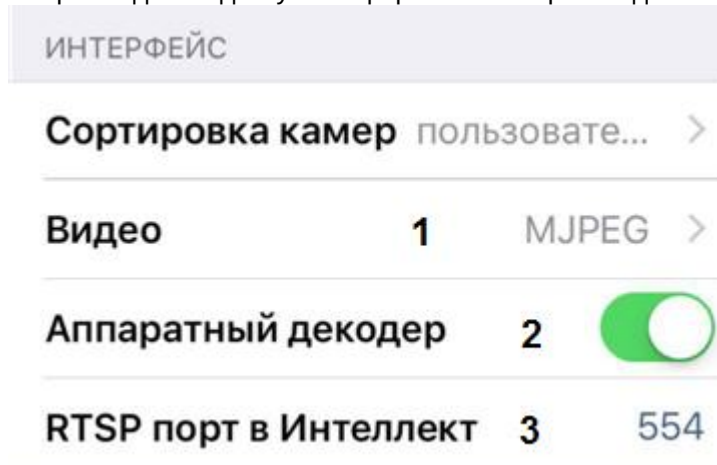 ИНТЕРФЕЙС
Сортировка камер пользовате... >
Видео 1 MJPEG >
Аппаратный декодер 2
RTSP порт в Интеллект 3 554